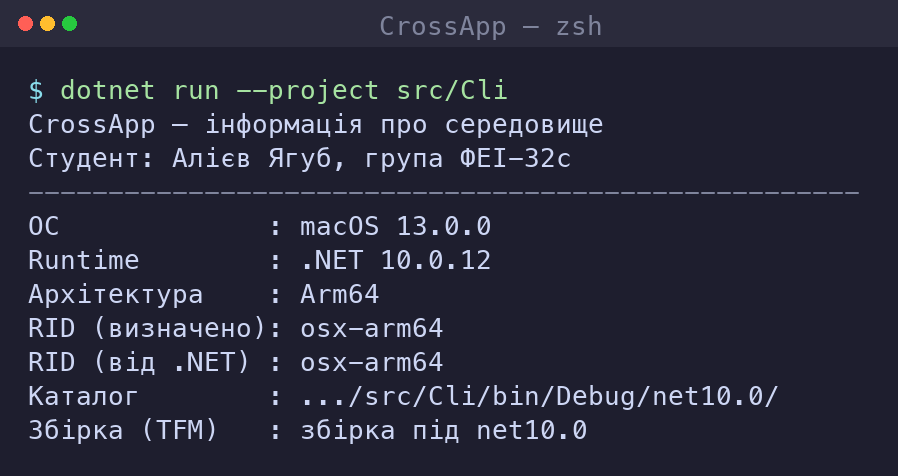 CrossApp — zsh
$ dotnet run --project src/Cli
CrossApp — інформація про середовище
Студент: Алієв Ягуб, група ФЕІ-32с
----------------------------------------------------
ОС             : macOS 13.0.0
Runtime        : .NET 10.0.12
Архітектура    : Arm64
RID (визначено): osx-arm64
RID (від .NET) : osx-arm64
Каталог        : .../src/Cli/bin/Debug/net10.0/
Збірка (TFM)   : збірка під net10.0